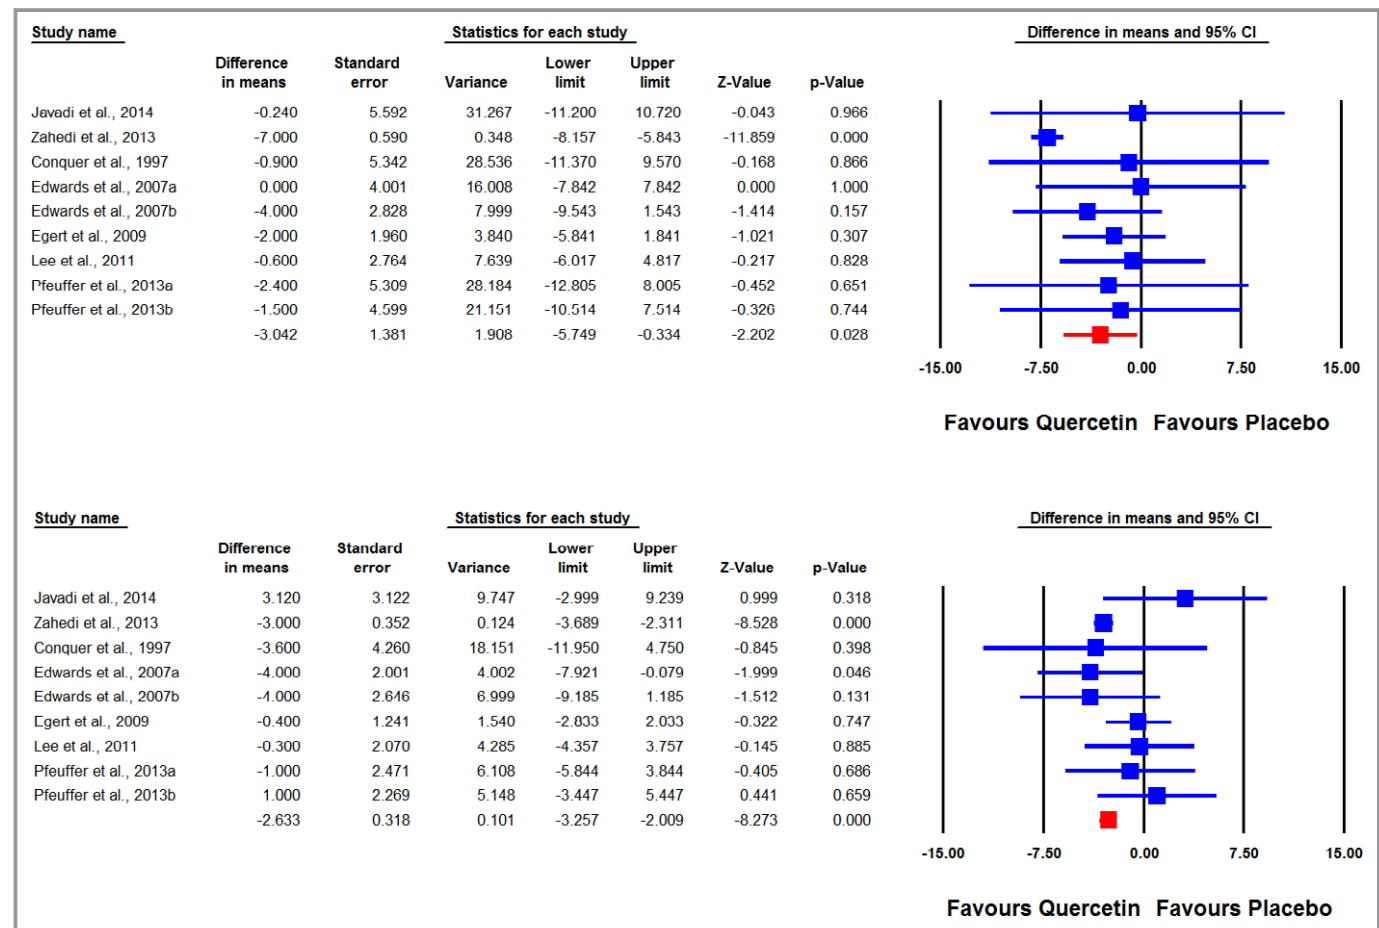 Study name Statistics for each study Difference in means and 95% CI
Difference Standard Lower Upper
in means error Variance limit limit Z-Value p-Value
Javadi et al., 2014 -0.240 5.592 31.267 -11.200 10.720 -0.043 0.966
Zahedi et al. 2013 -7.000 0.590 0.348 -8.157 -5.843 -11.859 0.000
Conquer et al., 1997 -0.900 5.342 28.536 -11.370 9.570 -0.168 0.866
Edwards et al., 2007a 0.000 4.001 16.008 -7.842 7.842 0.000 1.000
Edwards et al., 2007b -4.000 2.828 7.999 -9.543 1.543 -1.414 0.157
Egert et al., 2009 -2.000 1.960 3.840 -5.841 1.841 -1.021 0.307
Lee et al., 2011 -0.600 2.764 7.639 -6.017 4.817 -0.217 0.828
Pfeuffer et al., 2013a -2.400 5.309 28.184 -12.805 8.005 -0.452 0.651
Pfeuffer et al., 2013b -1.500 4.599 21.151 -10.514 7.514 -0.326 0.744
-3.042 1.381 1.908 -5.749 -0.334 -2.202 0.028
-15.00 -7.50 0.00 7.50 15.00
Favours Quercetin Favours Placebo
Study name Statistics for each study Difference in means and 95% CI
Difference Standard Lower Upper
in means error Variance limit limit Z-Value p-Value
Javadi et al., 2014 3.120 3.122 9.747 -2.999 9.239 0.999 0.318
Zahedi et al. 2013 -3.000 0.352 0.124 -3.689 -2.311 -8.528 0.000
Conquer et al., 1997 -3.600 4.260 18.151 -11.950 4.750 -0.845 0.398
Edwards et al., 2007a -4.000 2.001 4.002 -7.921 -0.079 -1.999 0.046
Edwards et al., 2007b -4.000 2.646 6.999 -9.185 1.185 -1.512 0.131
Egert et al., 2009 -0.400 1.241 1.540 -2.833 2.033 -0.322 0.747
Lee et al., 2011 -0.300 2.070 4.285 -4.357 3.757 -0.145 0.885
Pfeuffer et al., 2013a -1.000 2.471 6.108 -5.844 3.844 -0.405 0.686
Pfeuffer et al., 2013b 1.000 2.269 5.148 -3.447 5.447 0.441 0.659
-2.633 0.318 0.101 -3.257 -2.009 -8.273 0.000
-15.00 -7.50 0.00 7.50 15.00
Favours Quercetin Favours Placebo